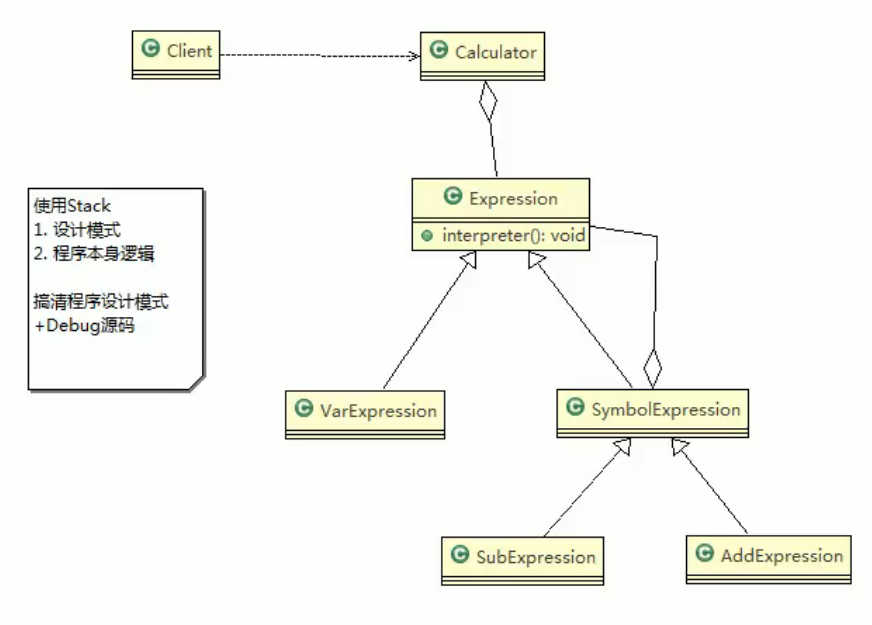 Client
Calculator
Expression
interpreter(): void
使用Stack
1. 设计模式
2. 程序本身逻辑
搞清程序设计模式
+Debug源码
VarExpression
SymbolExpression
SubExpression
AddExpression